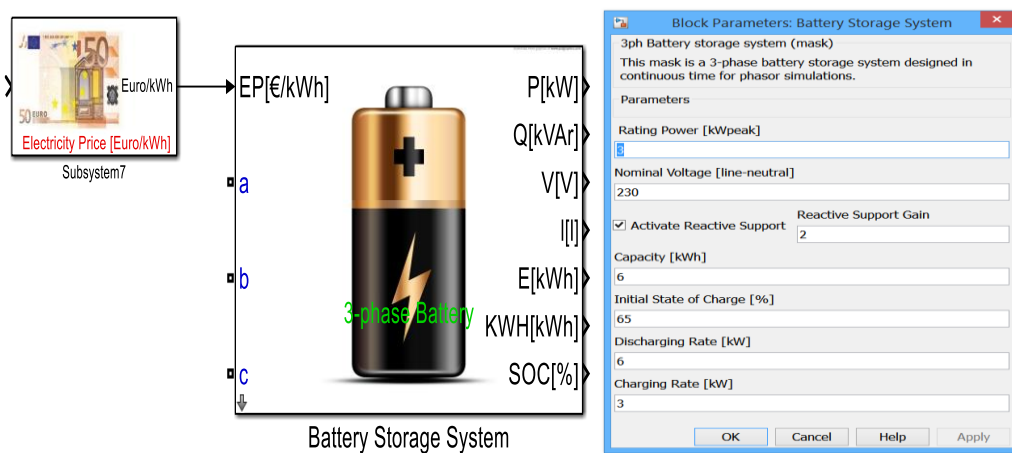 50
50 EURO
Euro/kWh
Electricity Price [Euro/kWh]
Subsystem7
EP[€/kWh]
a
b
c
3-phase Battery
P[kW]
Q[kVAr]
V[V]
I[I]
E[kWh]
KWH[kWh]
SOC[%]
Battery Storage System
Block Parameters: Battery Storage System
3ph Battery storage system (mask)
This mask is a 3-phase battery storage system designed in
continuous time for phasor simulations.
Parameters
Rating Power [kWpeak]
3
Nominal Voltage [line-neutral]
230
Activate Reactive Support
Reactive Support Gain
2
Capacity [kWh]
6
Initial State of Charge [%]
65
Discharging Rate [kW]
6
Charging Rate [kW]
3
OK Cancel Help Apply